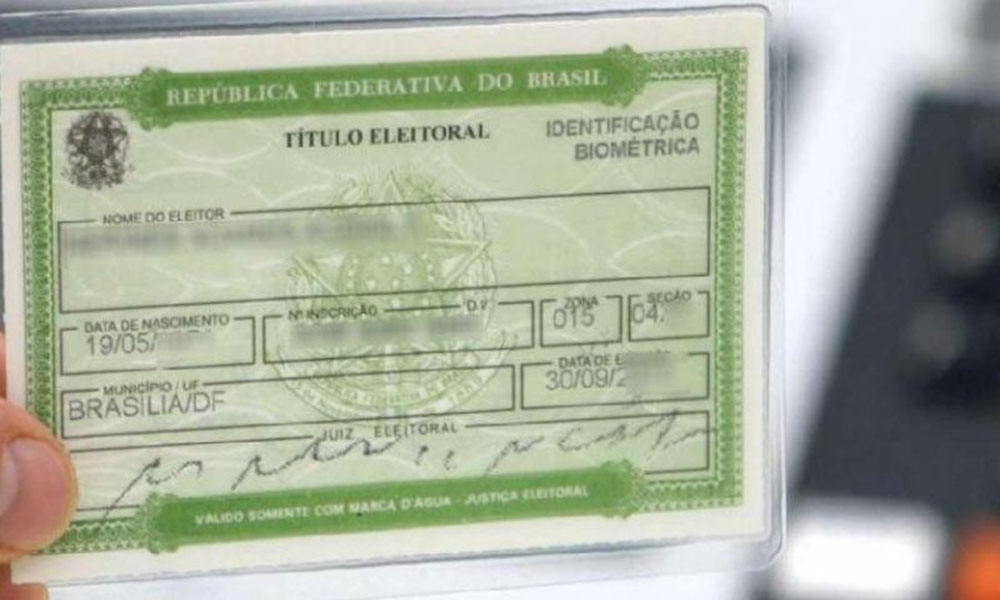 REPÚBLICA FEDERATIVA DO BRASIL
TÍTULO ELEITORAL
IDENTIFICAÇÃO
BIOMÉTRICA
NOME DO ELEITOR
DATA DE NASCIMENTO
19/05/
Nº INSCRIÇÃO D.V.
ZONA
015
SEÇÃO
04
MUNICÍPIO / UF
BRASÍLIA/DF
DATA DE
30/09/2
JUIZ ELEITORAL
VÁLIDO SOMENTE COM MARCA D'ÁGUA - JUSTIÇA ELEITORAL